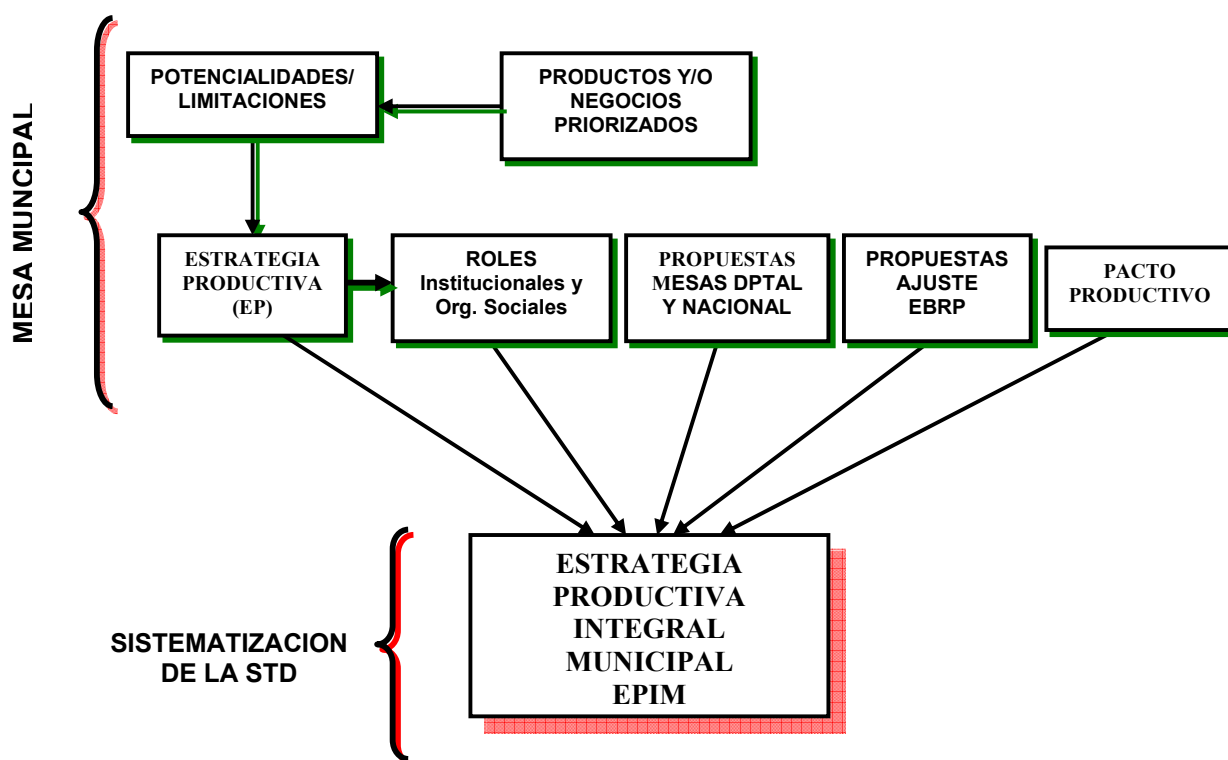 MESA MUNCIPAL
POTENCIALIDADES/
LIMITACIONES
PRODUCTOS Y/O
NEGOCIOS
PRIORIZADOS
ESTRATEGIA
PRODUCTIVA
(EP)
ROLES
Institucionales y
Org. Sociales
PROPUESTAS
MESAS DPTAL
Y NACIONAL
PROPUESTAS
AJUSTE
EBRP
PACTO
PRODUCTIVO
SISTEMATIZACION
DE LA STD
ESTRATEGIA
PRODUCTIVA
INTEGRAL
MUNICIPAL
EPIM